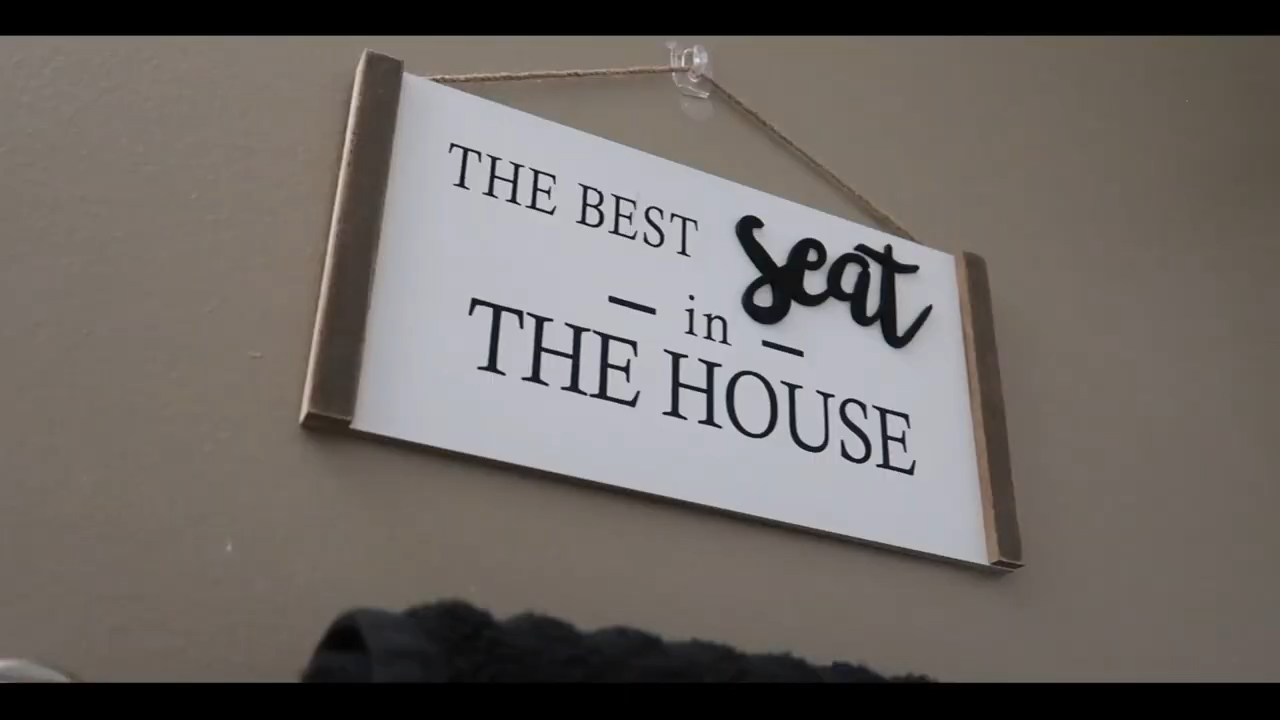 THE BEST seat
– in –
THE HOUSE